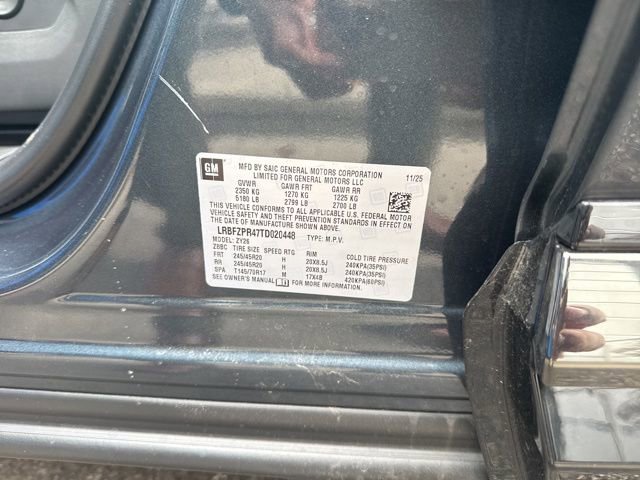 GM
MFD BY SAIC GENERAL MOTORS CORPORATION
LIMITED FOR GENERAL MOTORS LLC 11/25
GVWR GAWR FRT GAWR RR
2350 KG 1270 KG 1225 KG
5180 LB 2799 LB 2700 LB
THIS VEHICLE CONFORMS TO ALL APPLICABLE U.S. FEDERAL MOTOR
VEHICLE SAFETY AND THEFT PREVENTION STANDARDS IN EFFECT
ON THE DATE OF MANUFACTURE SHOWN ABOVE.
LRBFZPR47TD020448 TYPE: M.P.V.
MODEL: ZY26
Z8BC TIRE SIZE SPEED RTG RIM COLD TIRE PRESSURE
FRT 245/45R20 H 20X8.5J 240KPA(35PSI)
RR 245/45R20 H 20X8.5J 240KPA(35PSI)
SPA T145/70R17 M 17X4B 420KPA(60PSI)
SEE OWNER'S MANUAL FOR MORE INFORMATION.